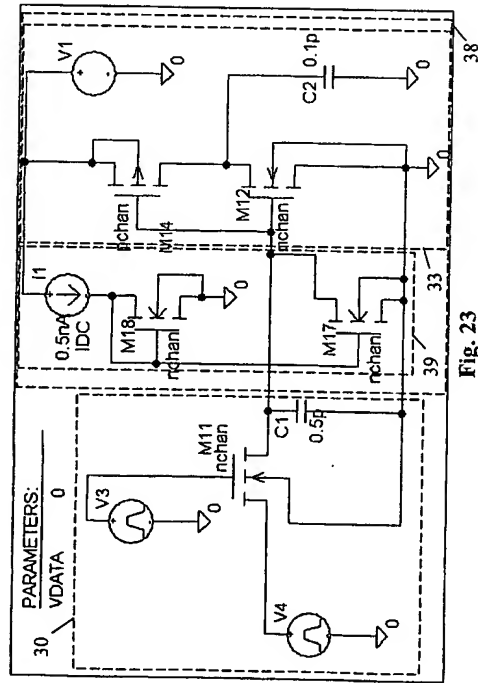 PARAMETERS:
VDATA 0
30
V3
0
V4
0
M11
nchan
C1
0.5p
I1
0.5nA
IDC
M18
nchan
0
M17
nchan
39
33
V1
0
pchan
M14
M12
nchan
C2
0.1p
0
0
38
Fig. 23